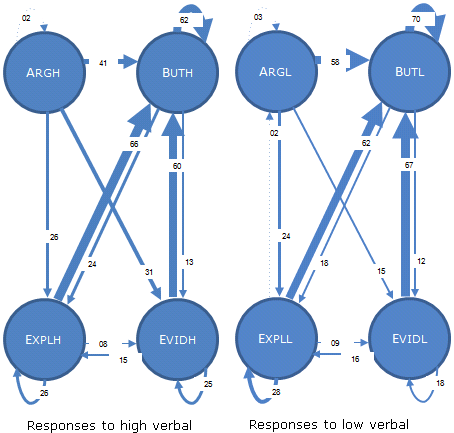 02 62 03 70
ARGH 41 BUTH ARGL 58 BUTL
66 60 02 62 67
26 24 31 13 24 18 15 12
EXPLH 08 EVIDH EXPLL 09 EVIDL
15 16
26 25 28 18
Responses to high verbal Responses to low verbal